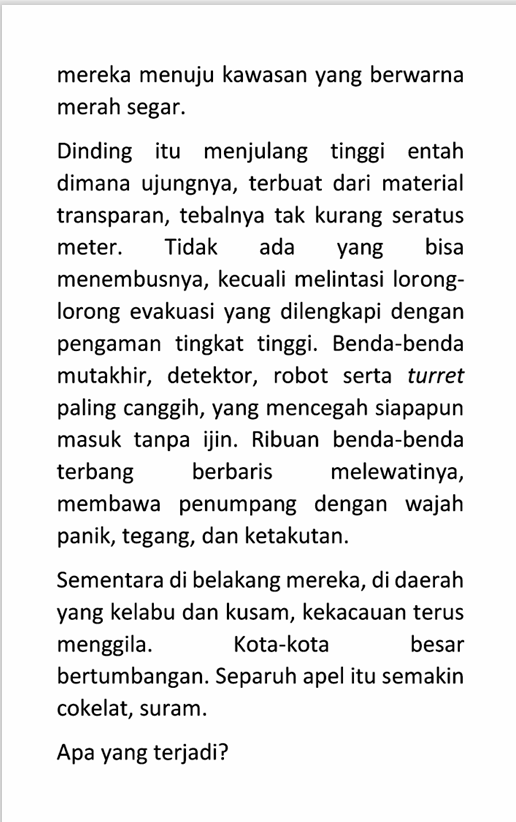 mereka menuju kawasan yang berwarna
merah segar.
Dinding itu menjulang tinggi entah
dimana ujungnya, terbuat dari material
transparan, tebalnya tak kurang seratus
meter. Tidak ada yang bisa
menembusnya, kecuali melintasi lorong-
lorong evakuasi yang dilengkapi dengan
pengaman tingkat tinggi. Benda-benda
mutakhir, detektor, robot serta turret
paling canggih, yang mencegah siapapun
masuk tanpa ijin. Ribuan benda-benda
terbang berbaris melewatinya,
membawa penumpang dengan wajah
panik, tegang, dan ketakutan.
Sementara di belakang mereka, di daerah
yang kelabu dan kusam, kekacauan terus
menggila. Kota-kota besar
bertumbangan. Separuh apel itu semakin
cokelat, suram.
Apa yang terjadi?